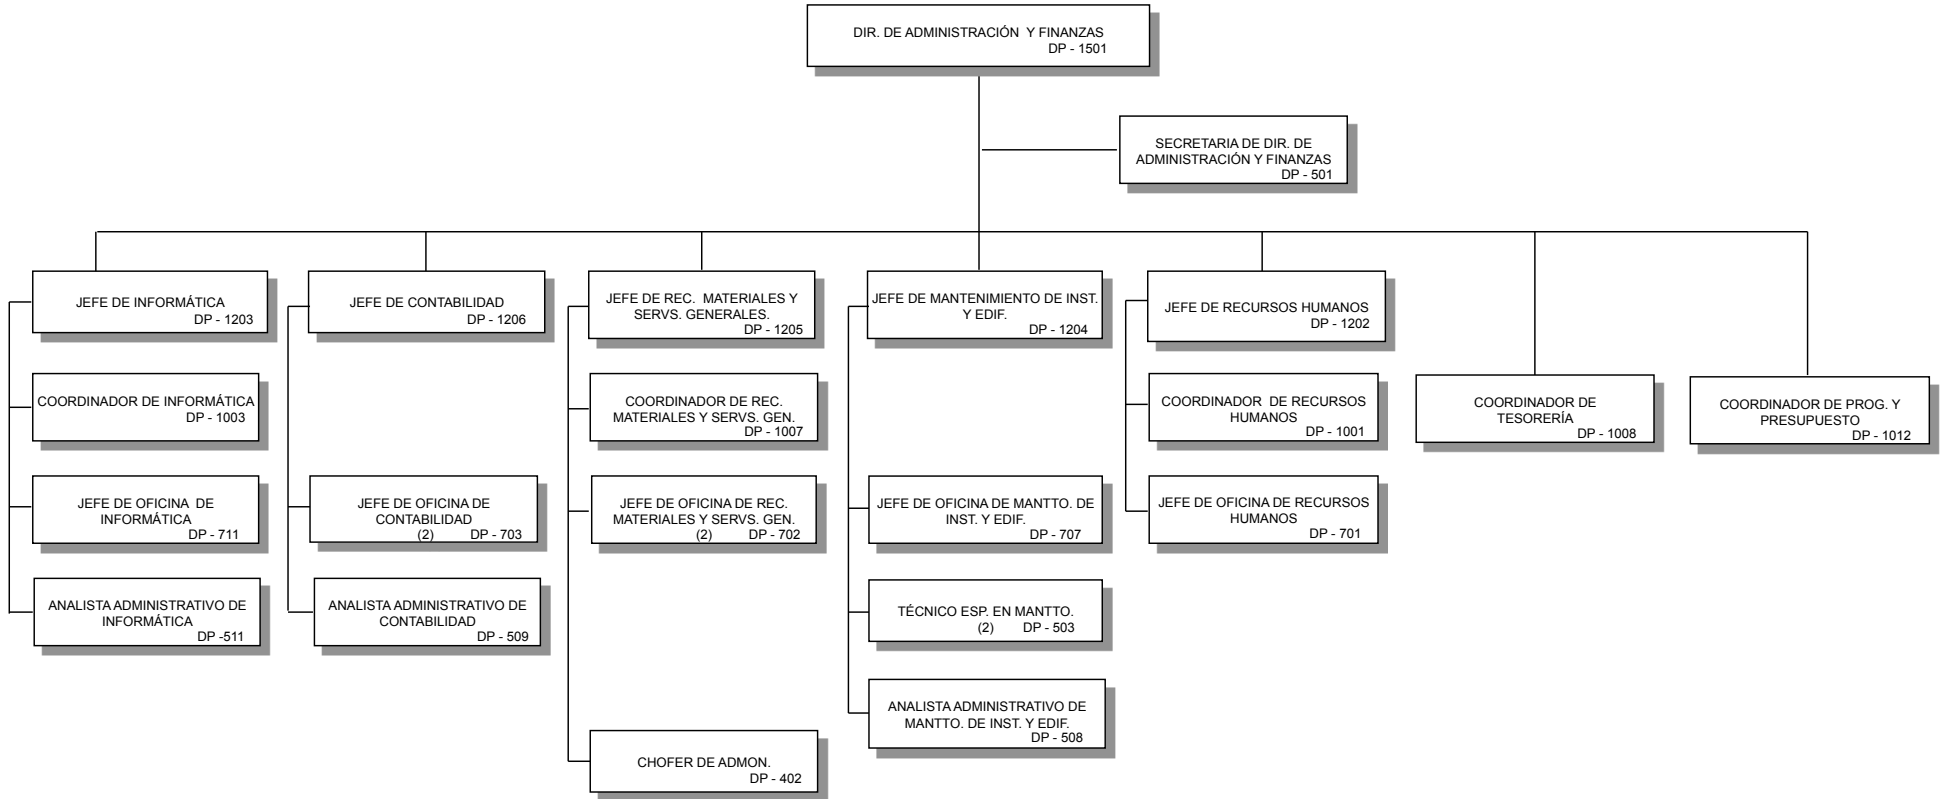 DIR. DE ADMINISTRACIÓN Y FINANZAS
DP - 1501
SECRETARIA DE DIR. DE
ADMINISTRACIÓN Y FINANZAS
DP - 501
JEFE DE INFORMÁTICA
DP - 1203
JEFE DE CONTABILIDAD
DP - 1206
JEFE DE REC. MATERIALES Y
SERVS. GENERALES.
DP - 1205
JEFE DE MANTENIMIENTO DE INST.
Y EDIF.
DP - 1204
JEFE DE RECURSOS HUMANOS
DP - 1202
COORDINADOR DE INFORMÁTICA
DP - 1003
COORDINADOR DE REC.
MATERIALES Y SERVS. GEN.
DP - 1007
COORDINADOR DE RECURSOS
HUMANOS
DP - 1001
COORDINADOR DE
TESORERÍA
DP - 1008
COORDINADOR DE PROG. Y
PRESUPUESTO
DP - 1012
JEFE DE OFICINA DE
INFORMÁTICA
DP - 711
JEFE DE OFICINA DE
CONTABILIDAD
(2) DP - 703
JEFE DE OFICINA DE REC.
MATERIALES Y SERVS. GEN.
(2) DP - 702
JEFE DE OFICINA DE MANTTO. DE
INST. Y EDIF.
DP - 707
JEFE DE OFICINA DE RECURSOS
HUMANOS
DP - 701
ANALISTA ADMINISTRATIVO DE
INFORMÁTICA
DP -511
ANALISTA ADMINISTRATIVO DE
CONTABILIDAD
DP - 509
TÉCNICO ESP. EN MANTTO.
(2) DP - 503
ANALISTA ADMINISTRATIVO DE
MANTTO. DE INST. Y EDIF.
DP - 508
CHOFER DE ADMON.
DP - 402